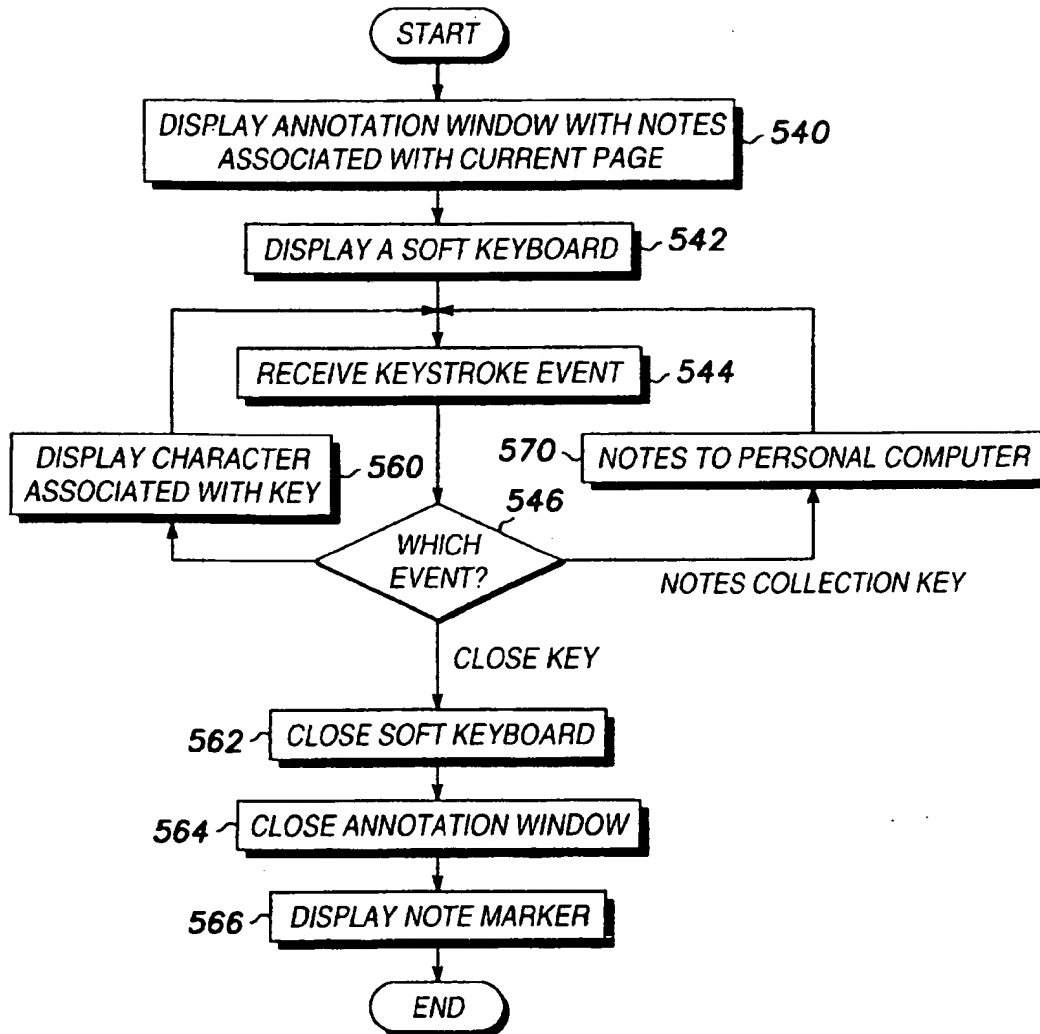 START
DISPLAY ANNOTATION WINDOW WITH NOTES
ASSOCIATED WITH CURRENT PAGE
540
DISPLAY A SOFT KEYBOARD
542
RECEIVE KEYSTROKE EVENT
544
DISPLAY CHARACTER
ASSOCIATED WITH KEY
560
570
NOTES TO PERSONAL COMPUTER
546
WHICH
EVENT?
NOTES COLLECTION KEY
CLOSE KEY
562
CLOSE SOFT KEYBOARD
564
CLOSE ANNOTATION WINDOW
566
DISPLAY NOTE MARKER
END